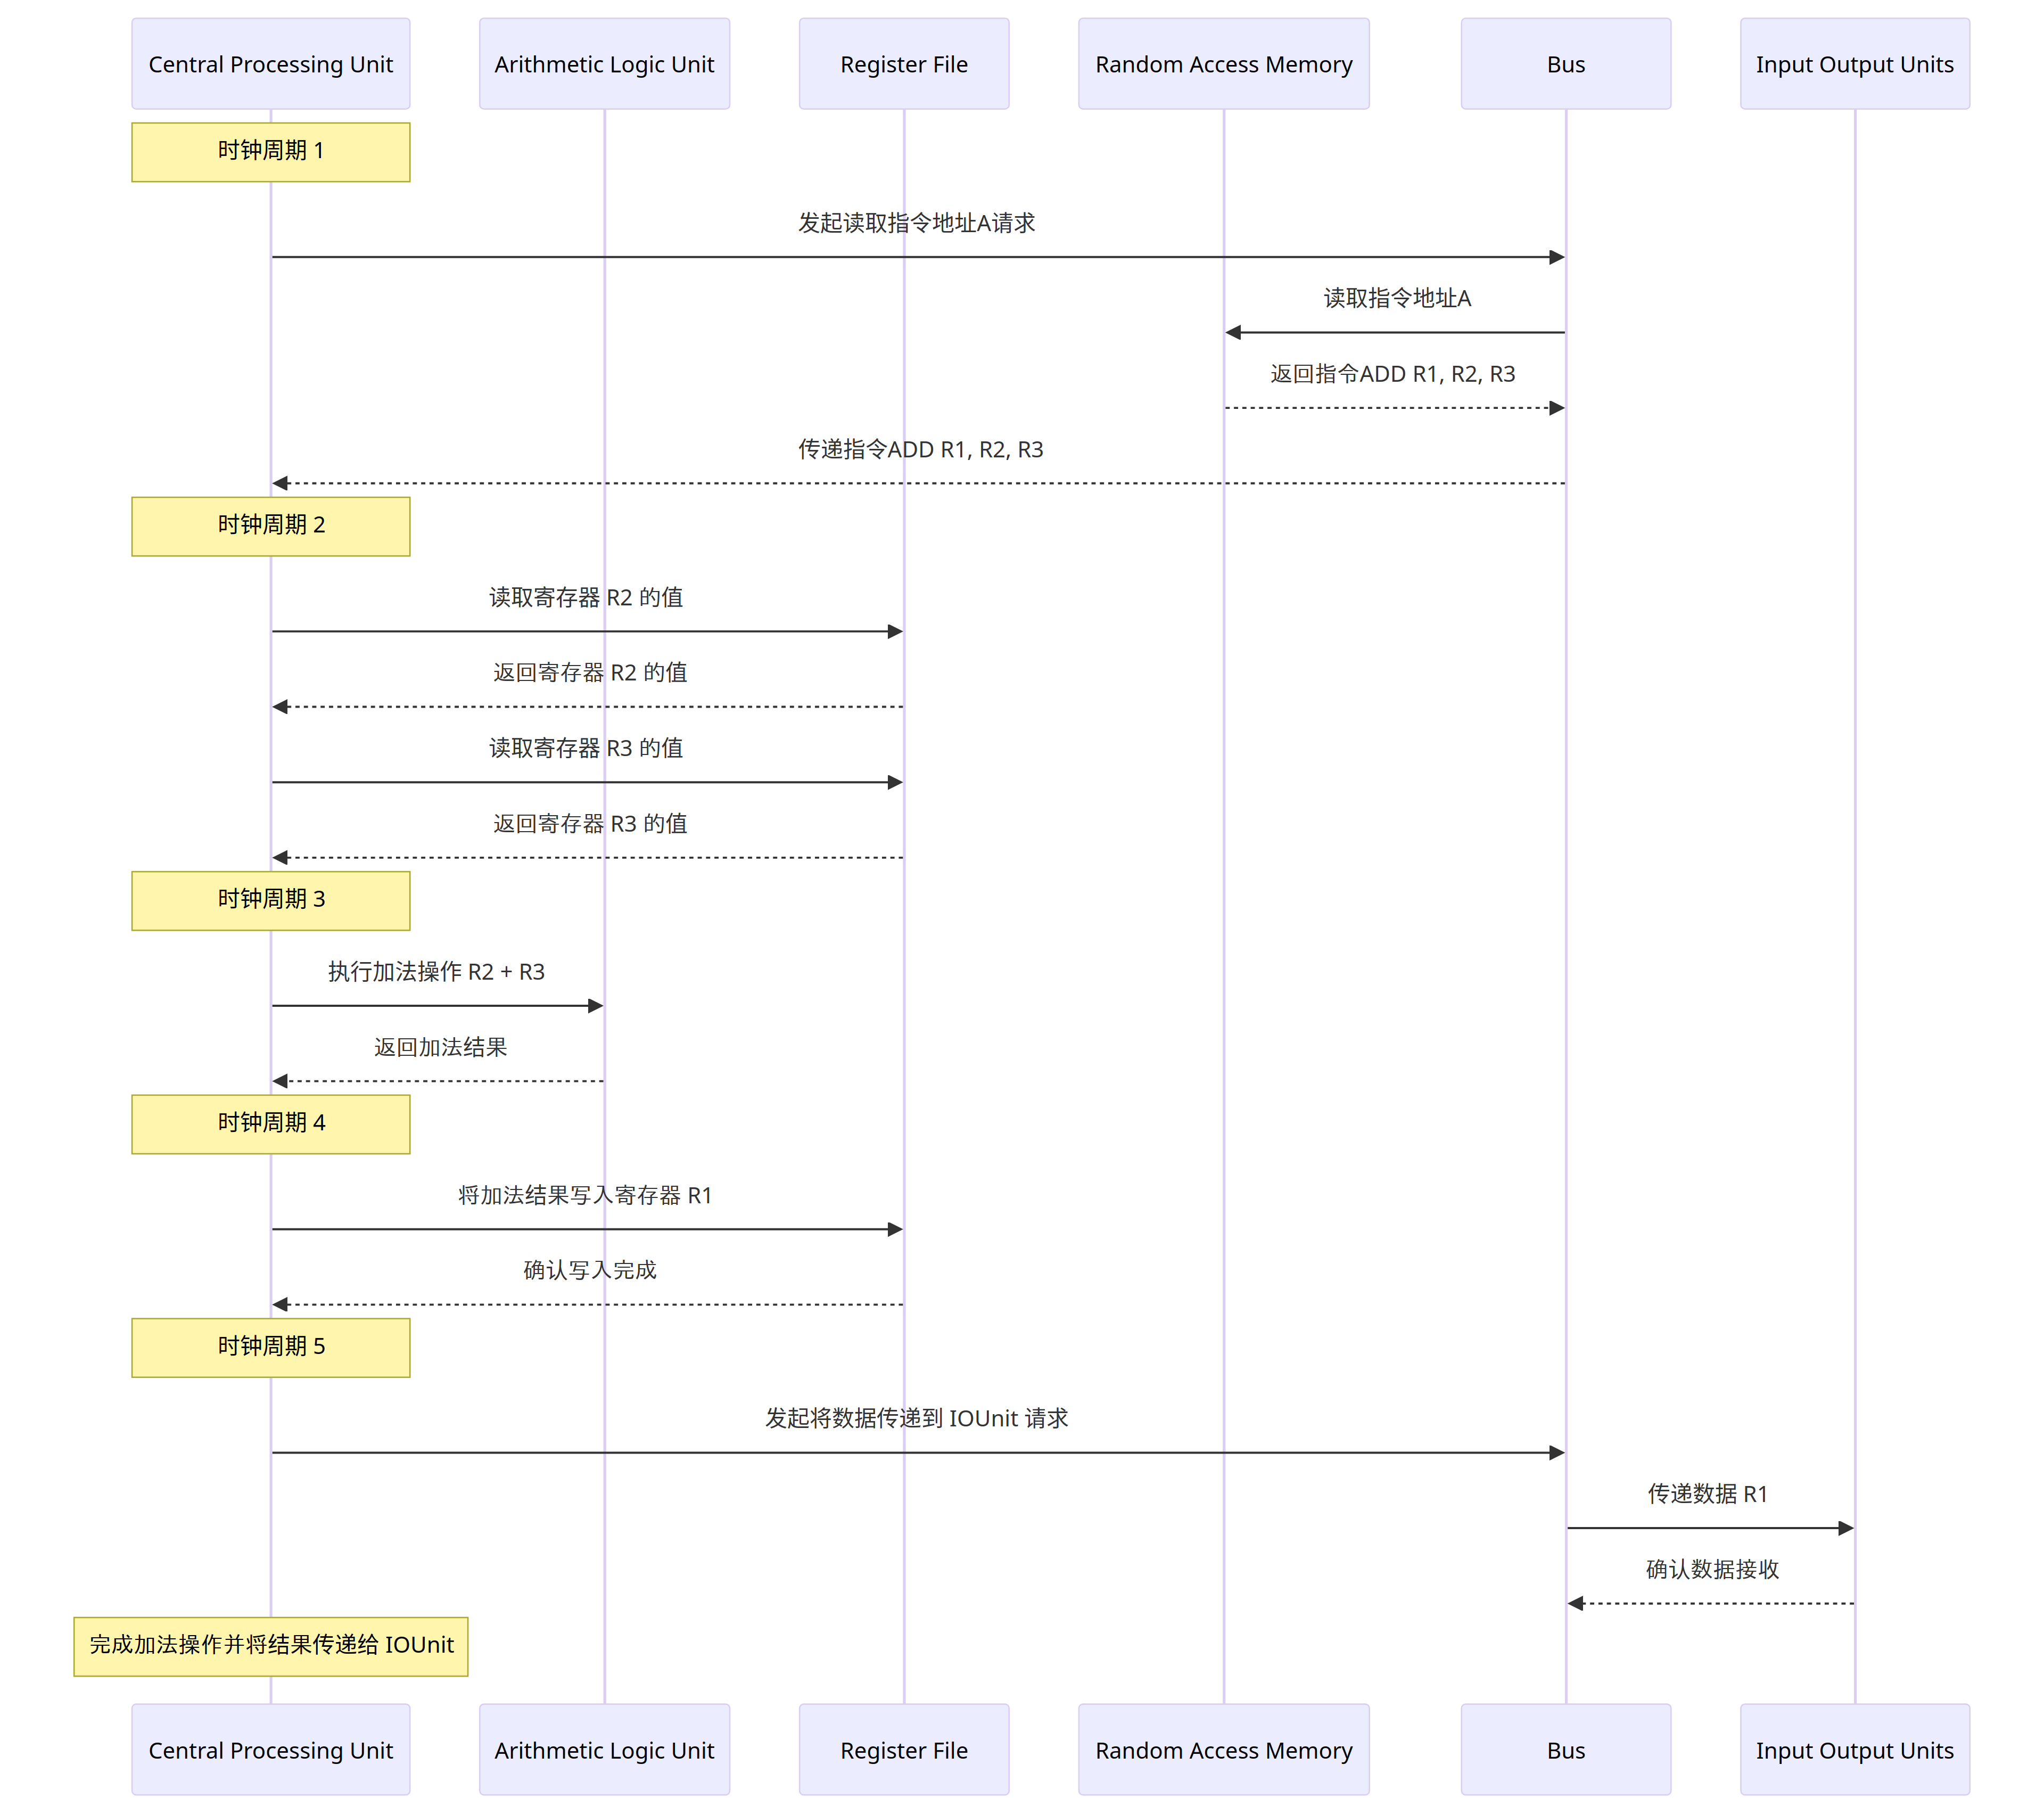 Central Processing Unit
Arithmetic Logic Unit
Register File
Random Access Memory
Bus
Input Output Units
时钟周期 1
发起读取指令地址A请求
读取指令地址A
返回指令ADD R1, R2, R3
传递指令ADD R1, R2, R3
时钟周期 2
读取寄存器 R2 的值
返回寄存器 R2 的值
读取寄存器 R3 的值
返回寄存器 R3 的值
时钟周期 3
执行加法操作 R2 + R3
返回加法结果
时钟周期 4
将加法结果写入寄存器 R1
确认写入完成
时钟周期 5
发起将数据传递到 IOUnit 请求
传递数据 R1
确认数据接收
完成加法操作并将结果传递给 IOUnit
Central Processing Unit
Arithmetic Logic Unit
Register File
Random Access Memory
Bus
Input Output Units